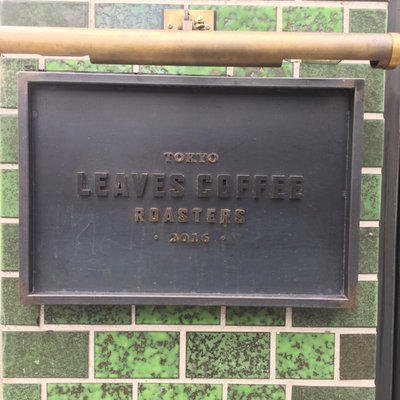 TOKYO
LEAVES COFFEE
ROASTERS
· 2016 ·